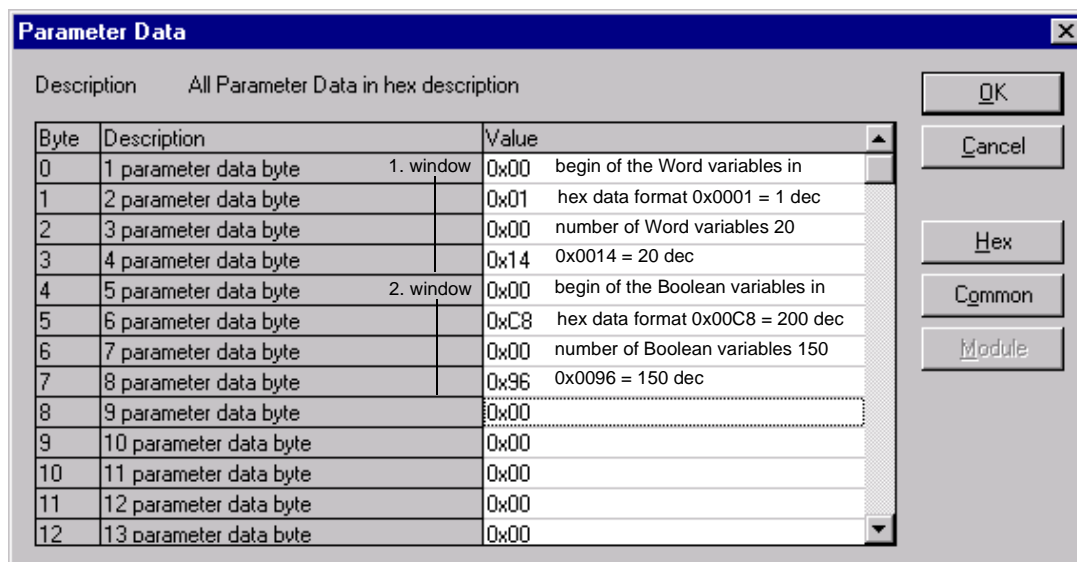 Parameter Data
Description All Parameter Data in hex description
OK
Cancel
Hex
Common
Module
Byte Description Value
0 1 parameter data byte 1. window 0x00 begin of the Word variables in
1 2 parameter data byte 0x01 hex data format 0x0001 = 1 dec
2 3 parameter data byte 0x00 number of Word variables 20
3 4 parameter data byte 0x14 0x0014 = 20 dec
4 5 parameter data byte 2. window 0x00 begin of the Boolean variables in
5 6 parameter data byte 0xC8 hex data format 0x00C8 = 200 dec
6 7 parameter data byte 0x00 number of Boolean variables 150
7 8 parameter data byte 0x96 0x0096 = 150 dec
8 9 parameter data byte 0x00
9 10 parameter data byte 0x00
10 11 parameter data byte 0x00
11 12 parameter data byte 0x00
12 13 parameter data byte 0x00